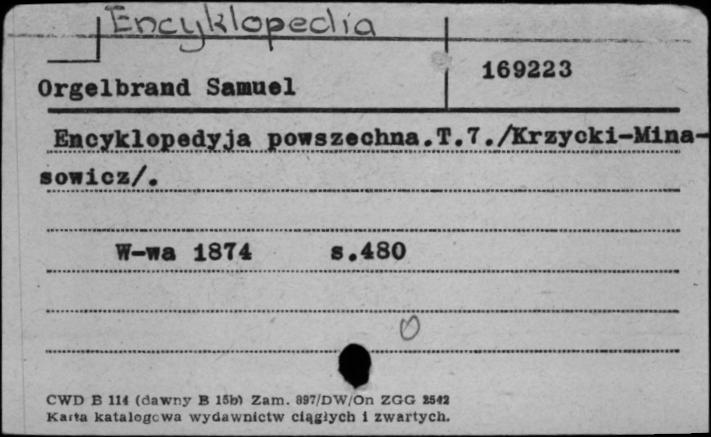 Encyklopedia
169223
Orgelbrand Samuel
Encyklopedyja powszechna.T.7./Krzycki-Mina-
sowicz/.
W-wa 1874 s.480
CWD B 114 (dawny B 15b) Zam. 897/DW/On ZGG 2542
Karta katalogowa wydawnictw ciągłych i zwartych.